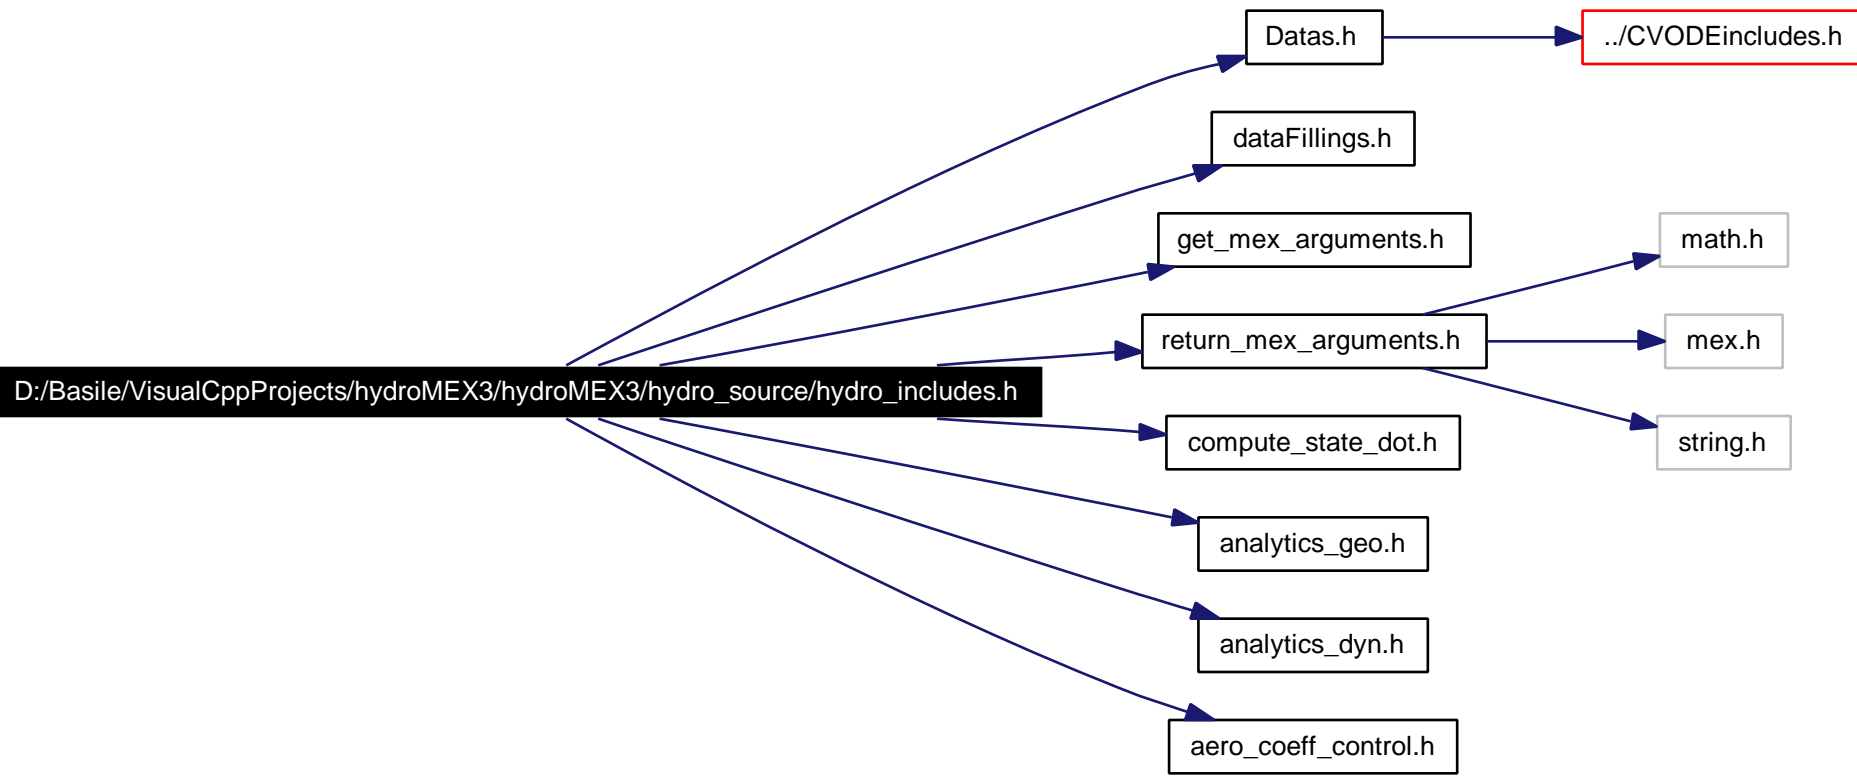 Datas.h
../CVODEincludes.h
dataFillings.h
get_mex_arguments.h
math.h
return_mex_arguments.h
mex.h
D:/Basile/VisualCppProjects/hydroMEX3/hydroMEX3/hydro_source/hydro_includes.h
compute_state_dot.h
string.h
analytics_geo.h
analytics_dyn.h
aero_coeff_control.h